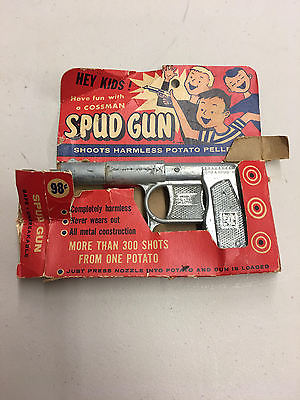 HEY KIDS!
Have fun with
a COSSMAN
SPUD GUN
SHOOTS HARMLESS POTATO PELLE
98¢
• Completely harmless
• Never wears out
• All metal construction
MORE THAN 300 SHOTS
FROM ONE POTATO
• JUST PRESS NOZZLE INTO POTATO AND GUN IS LOADED
SPUD GUN